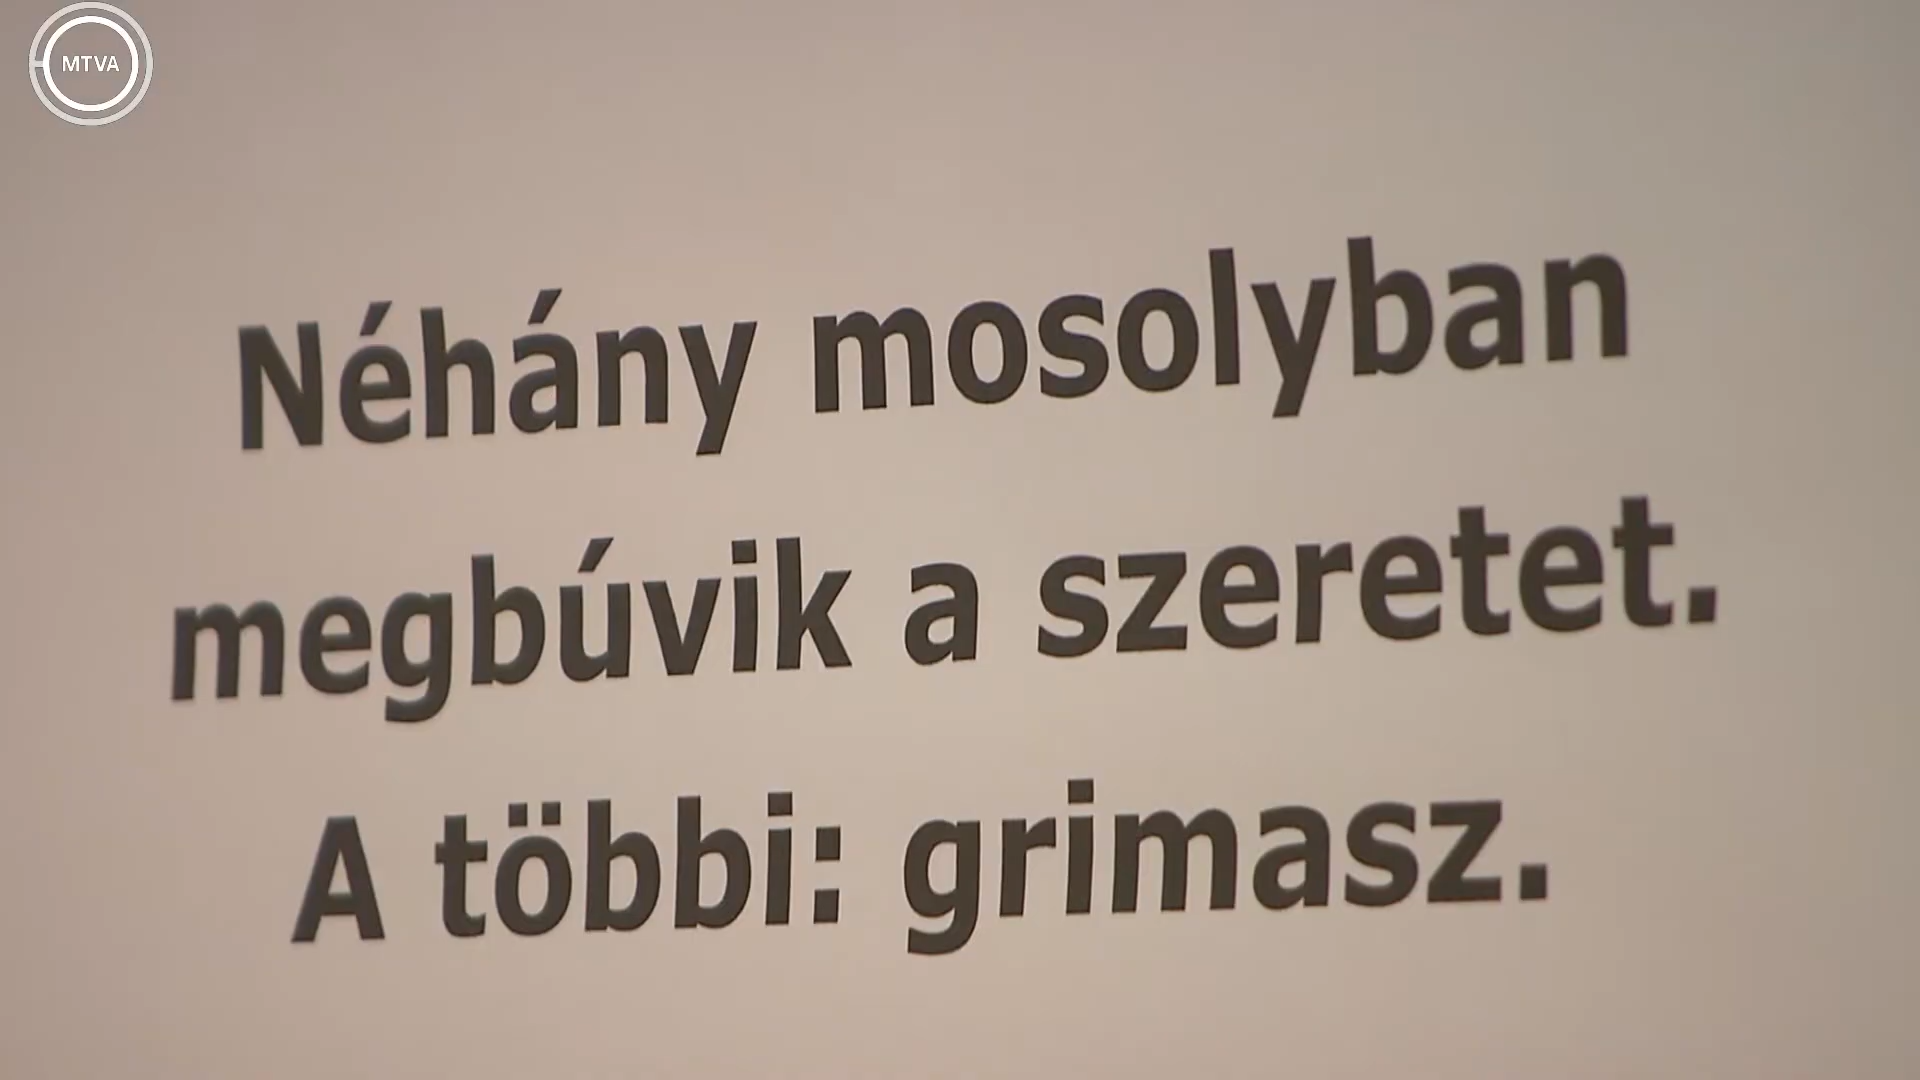 MTVA
Néhány mosolyban
megbúvik a szeretet.
A többi: grimasz.